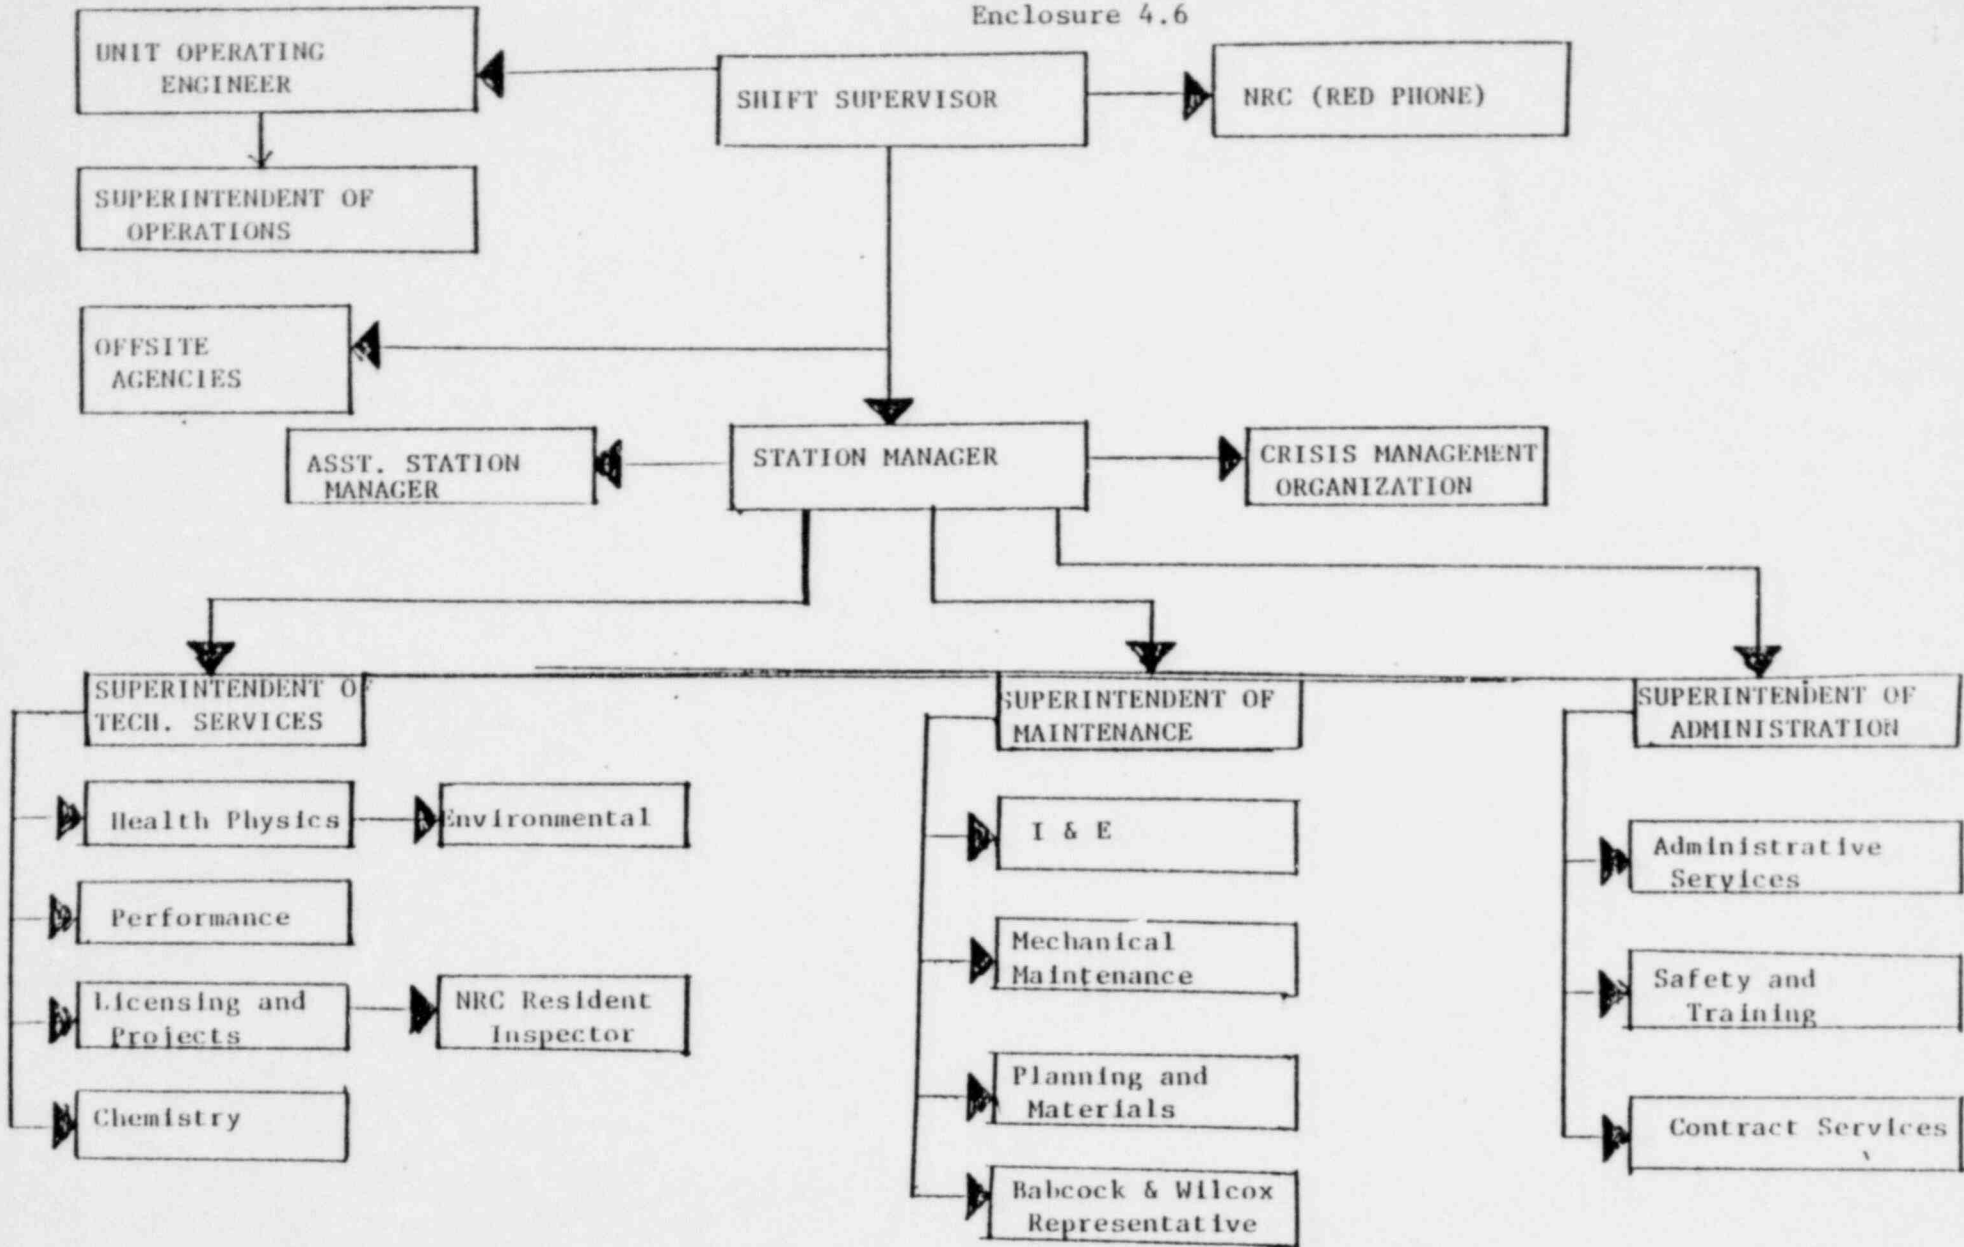 Enclosure 4.6
UNIT OPERATING
ENGINEER
SHIFT SUPERVISOR
NRC (RED PHONE)
SUPERINTENDENT OF
OPERATIONS
OFFSITE
AGENCIES
ASST. STATION
MANAGER
STATION MANAGER
CRISIS MANAGEMENT
ORGANIZATION
SUPERINTENDENT OF
TECH. SERVICES
Health Physics
Environmental
Performance
Licensing and
Projects
NRC Resident
Inspector
Chemistry
SUPERINTENDENT OF
MAINTENANCE
I & E
Mechanical
Maintenance
Planning and
Materials
Babcock & Wilcox
Representative
SUPERINTENDENT OF
ADMINISTRATION
Administrative
Services
Safety and
Training
Contract Services